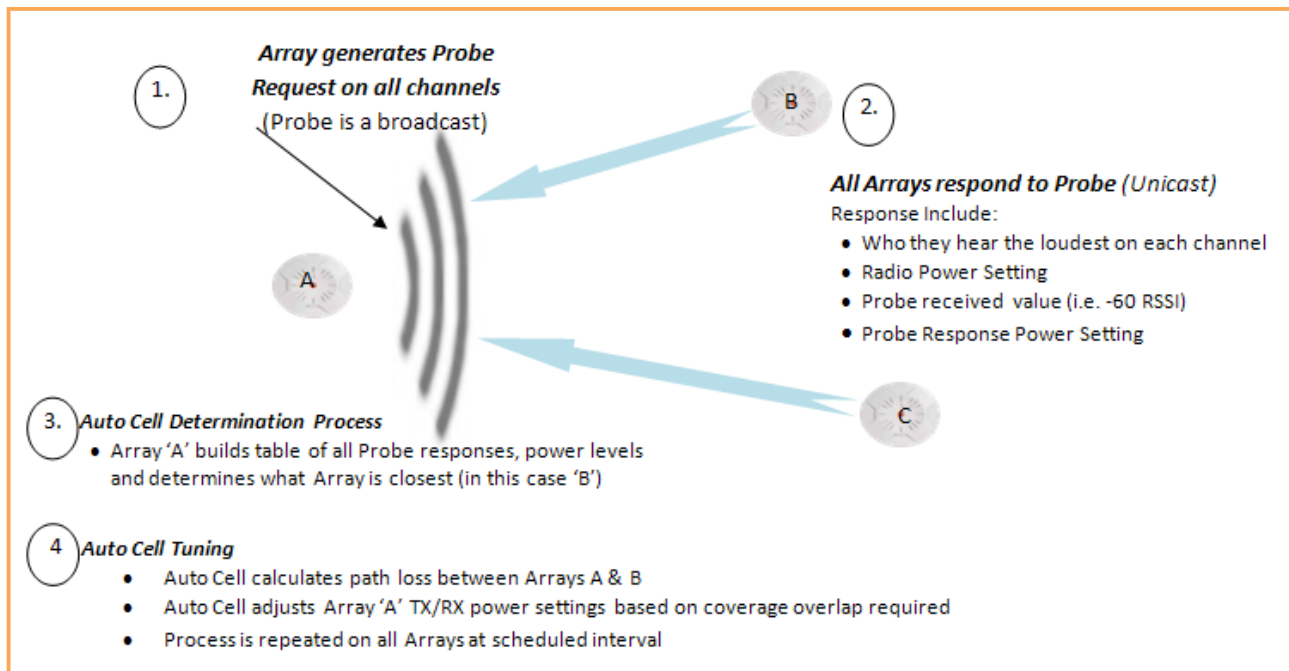 1.
Array generates Probe
Request on all channels
(Probe is a broadcast)
A
B
2.
All Arrays respond to Probe (Unicast)
Response Include:
• Who they hear the loudest on each channel
• Radio Power Setting
• Probe received value (i.e. -60 RSSI)
• Probe Response Power Setting
C
3.
Auto Cell Determination Process
• Array ‘A’ builds table of all Probe responses, power levels
and determines what Array is closest (in this case ‘B’)
4
Auto Cell Tuning
• Auto Cell calculates path loss between Arrays A & B
• Auto Cell adjusts Array ‘A’ TX/RX power settings based on coverage overlap required
• Process is repeated on all Arrays at scheduled interval